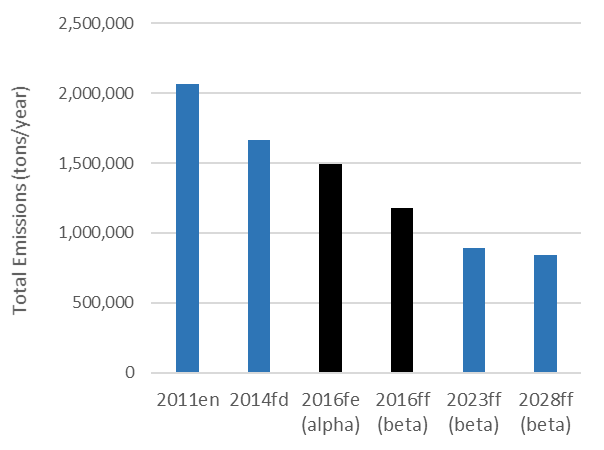 2,500,000
2,000,000
1,500,000
1,000,000
500,000
0
Total Emissions (tons/year)
2011en 2014fd 2016fe 2016ff 2023ff 2028ff
(alpha) (beta) (beta) (beta)